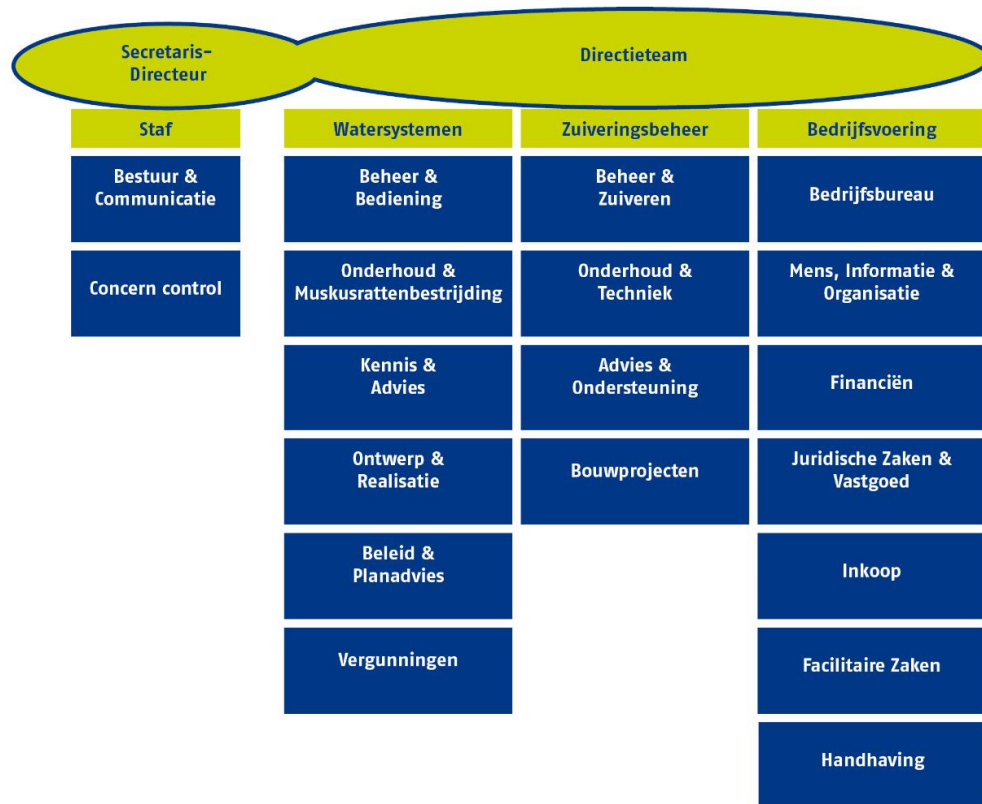 Secretaris-
Directeur
Directieteam
Staf
Bestuur &
Communicatie
Concern control
Watersystemen
Beheer &
Bediening
Onderhoud &
Muskusrattenbestrijding
Kennis &
Advies
Ontwerp &
Realisatie
Beleid &
Planadvies
Vergunningen
Zuiveringsbeheer
Beheer &
Zuiveren
Onderhoud &
Techniek
Advies &
Ondersteuning
Bouwprojecten
Bedrijfsvoering
Bedrijfsbureau
Mens, Informatie &
Organisatie
Financiën
Juridische Zaken &
Vastgoed
Inkoop
Facilitaire Zaken
Handhaving